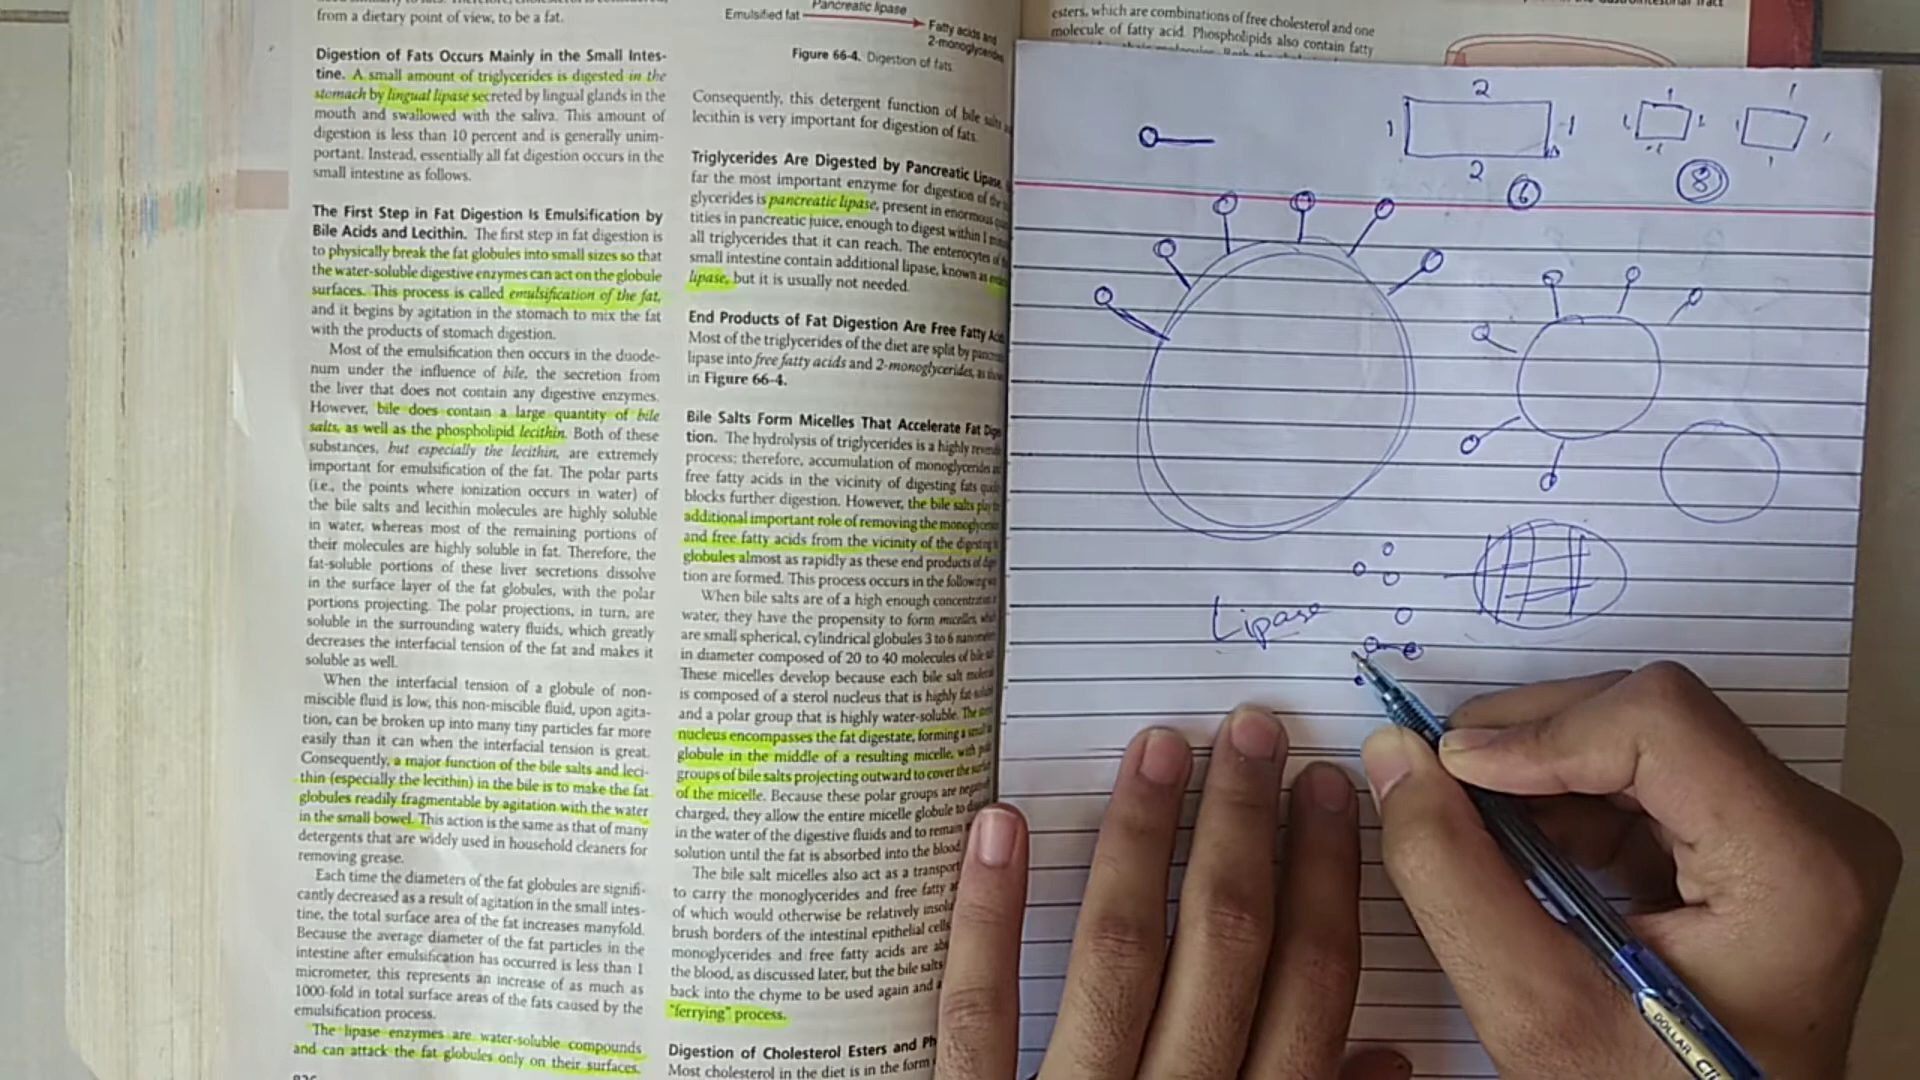 from a dietary point of view, to be a fat.
Digestion of Fats Occurs Mainly in the Small Intes-
tine. A small amount of triglycerides is digested in the
stomach by lingual lipase secreted by lingual glands in the
mouth and swallowed with the saliva. This amount of
digestion is less than 10 percent and is generally unim-
portant. Instead, essentially all fat digestion occurs in the
small intestine as follows.
The First Step in Fat Digestion Is Emulsification by
Bile Acids and Lecithin. The first step in fat digestion is
to physically break the fat globules into small sizes so that
the water-soluble digestive enzymes can act on the globule
surfaces. This process is called emulsification of the fat,
and it begins by agitation in the stomach to mix the fat
with the products of stomach digestion.
Most of the emulsification then occurs in the duode-
num under the influence of bile, the secretion from
the liver that does not contain any digestive enzymes.
However, bile does contain a large quantity of bile
salts, as well as the phospholipid lecithin. Both of these
substances, but especially the lecithin, are extremely
important for emulsification of the fat. The polar parts
(i.e., the points where ionization occurs in water) of
the bile salts and lecithin molecules are highly soluble
in water, whereas most of the remaining portions of
their molecules are highly soluble in fat. Therefore, the
fat-soluble portions of these liver secretions dissolve
in the surface layer of the fat globules, with the polar
portions projecting. The polar projections, in turn, are
soluble in the surrounding watery fluids, which greatly
decreases the interfacial tension of the fat and makes it
soluble as well.
When the interfacial tension of a globule of non-
miscible fluid is low, this non-miscible fluid, upon agita-
tion, can be broken up into many tiny particles far more
easily than it can when the interfacial tension is great.
Consequently, a major function of the bile salts and leci-
thin (especially the lecithin) in the bile is to make the fat
globules readily fragmentable by agitation with the water
in the small bowel. This action is the same as that of many
detergents that are widely used in household cleaners for
removing grease.
Each time the diameters of the fat globules are signifi-
cantly decreased as a result of agitation in the small intes-
tine, the total surface area of the fat increases manyfold.
Because the average diameter of the fat particles in the
intestine after emulsification has occurred is less than 1
micrometer, this represents an increase of as much as
1000-fold in total surface areas of the fats caused by the
emulsification process.
The lipase enzymes are water-soluble compounds
and can attack the fat globules only on their surfaces.
Pancreatic lipase
Emulsified fat
Fatty acids and
2-monoglycerides
Figure 66-4. Digestion of fats.
Consequently, this detergent function of bile salts
lecithin is very important for digestion of fats.
Triglycerides Are Digested by Pancreatic Lipase.
far the most important enzyme for digestion of the
glycerides is pancreatic lipase, present in enormous
tities in pancreatic juice, enough to digest within 1
all triglycerides that it can reach. The enterocytes of
small intestine contain additional lipase, known as
lipase, but it is usually not needed.
End Products of Fat Digestion Are Free Fatty
Most of the triglycerides of the diet are split by
lipase into free fatty acids and 2-monoglycerides, as
in Figure 66-4.
Bile Salts Form Micelles That Accelerate Fat
tion. The hydrolysis of triglycerides is a highly
process; therefore, accumulation of monoglycerides
free fatty acids in the vicinity of digesting fats
blocks further digestion. However, the bile salts play
additional important role of removing the
and free fatty acids from the vicinity of the digesting
globules almost as rapidly as these end products of
tion are formed. This process occurs in the following
When bile salts are of a high enough
water, they have the propensity to form micelles,
are small spherical, cylindrical globules 3 to 6
in diameter composed of 20 to 40 molecules of bile
These micelles develop because each bile salt
is composed of a sterol nucleus that is highly
and a polar group that is highly water-soluble. The
nucleus encompasses the fat digestate, forming a
globule in the middle of a resulting micelle, with
groups of bile salts projecting outward to cover the
of the micelle. Because these polar groups are
charged, they allow the entire micelle globule to
in the water of the digestive fluids and to remain
solution until the fat is absorbed into the blood.
The bile salt micelles also act as a transport
to carry the monoglycerides and free fatty
of which would otherwise be relatively
brush borders of the intestinal epithelial
monoglycerides and free fatty acids are
the blood, as discussed later, but the bile salts
back into the chyme to be used again and
"ferrying" process.
Digestion of Cholesterol Esters and
Most cholesterol in the diet is in the form
esters, which are combinations of free cholesterol and one
molecule of fatty acid. Phospholipids also contain fatty
2
1 1
2
6
1
1
8
1
1
Lipase
DOLLAR